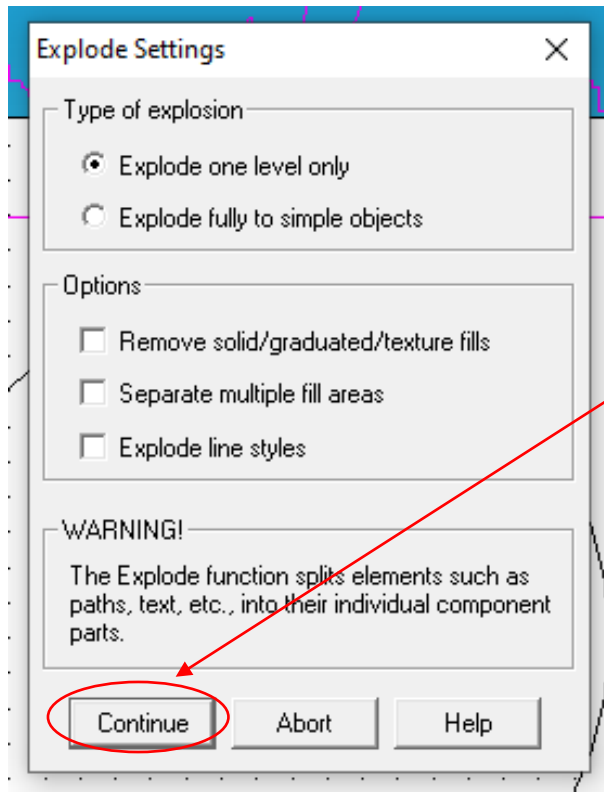 Explode Settings
Type of explosion
Explode one level only
Explode fully to simple objects
Options
Remove solid/graduated/texture fills
Separate multiple fill areas
Explode line styles
WARNING!
The Explode function splits elements such as
paths, text, etc., into their individual component
parts.
Continue Abort Help